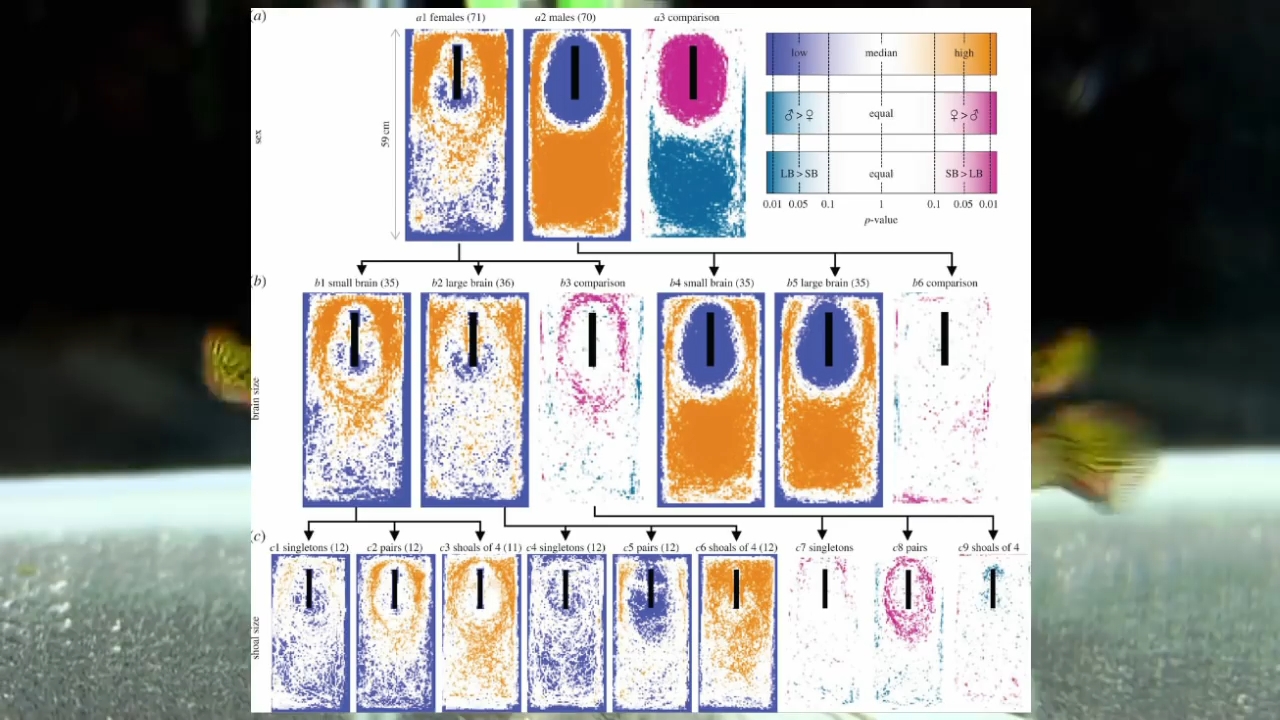 (a)
a1 females (71)
a2 males (70)
a3 comparison
low
median
high
♂ > ♀
equal
♀ > ♂
LB > SB
equal
SB > LB
0.01 0.05 0.1 1 0.1 0.05 0.01
p-value
59 cm
sex
(b)
b1 small brain (35)
b2 large brain (36)
b3 comparison
b4 small brain (35)
b5 large brain (35)
b6 comparison
brain size
(c)
c1 singletons (12)
c2 pairs (12)
c3 shoals of 4 (11)
c4 singletons (12)
c5 pairs (12)
c6 shoals of 4 (12)
c7 singletons
c8 pairs
c9 shoals of 4
shoal size